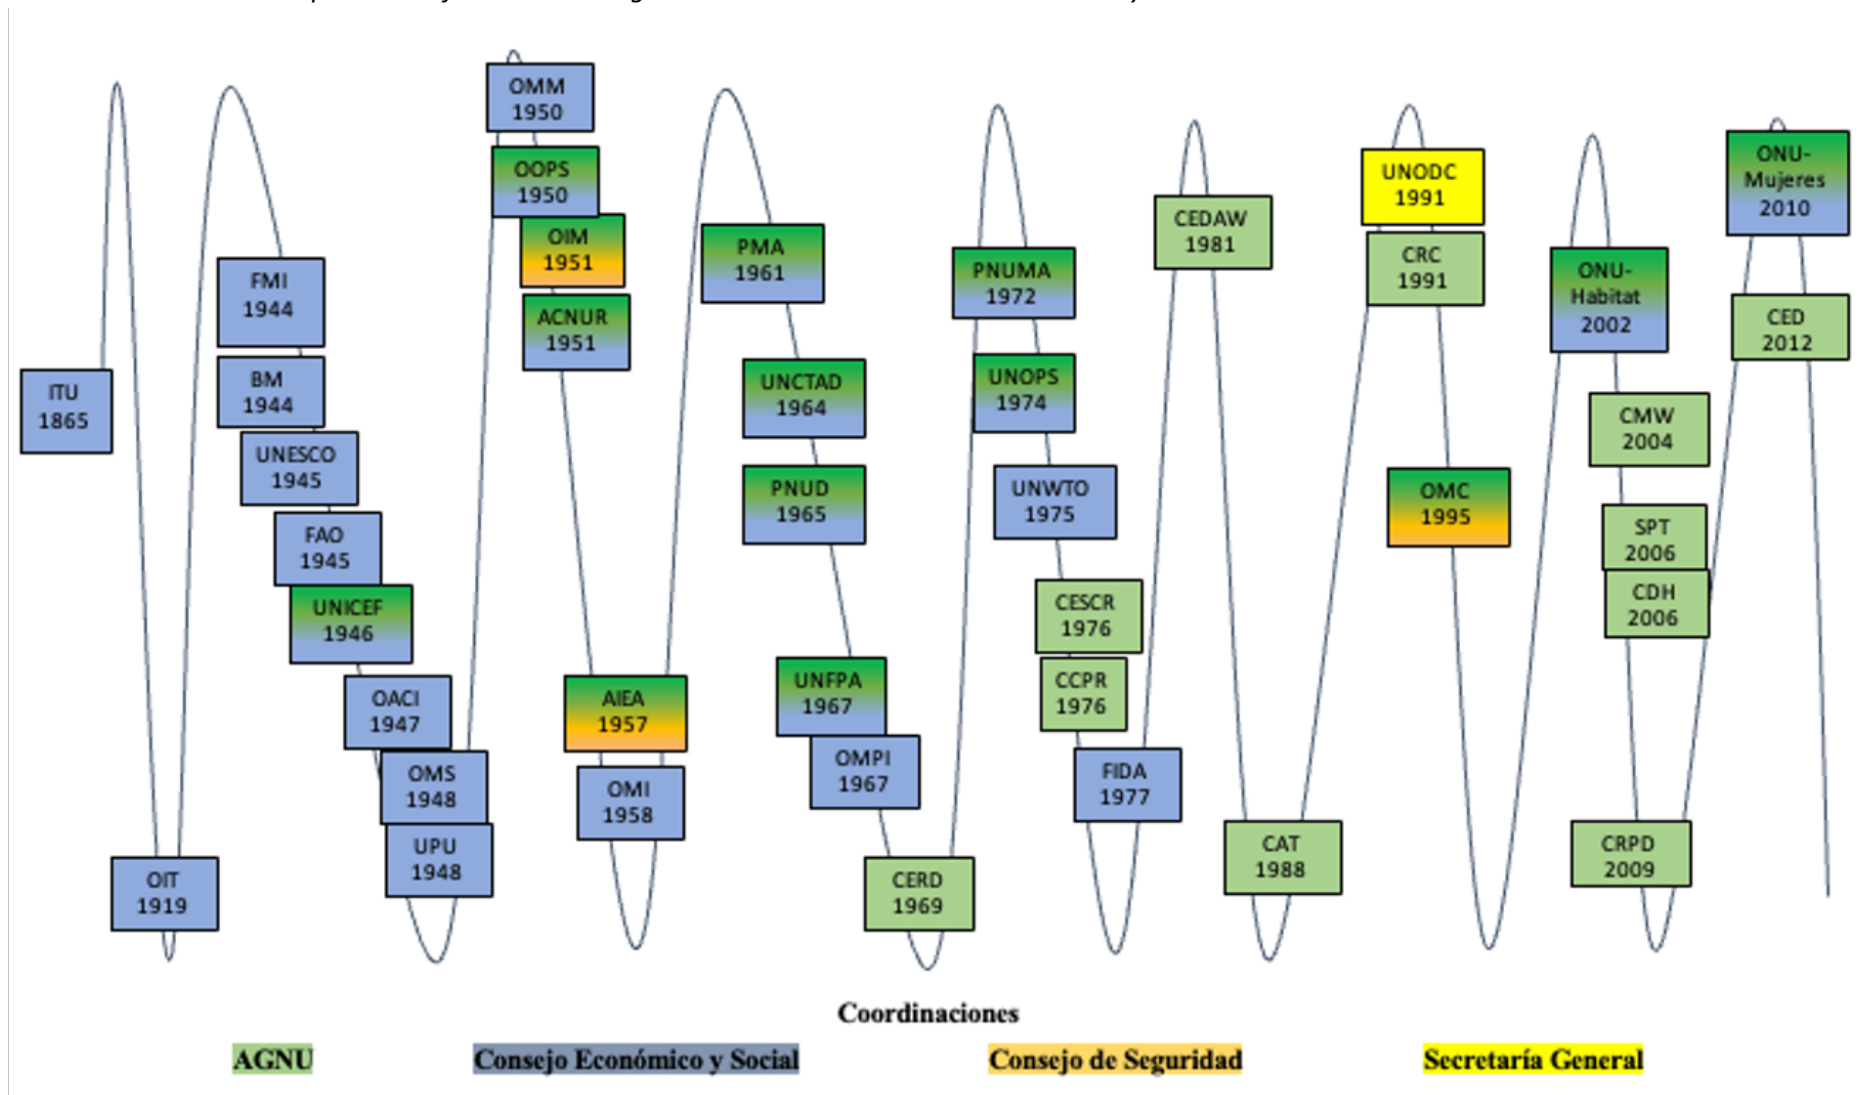 ITU
1865
OIT
1919
FMI
1944
BM
1944
UNESCO
1945
FAO
1945
UNICEF
1946
OACI
1947
OMS
1948
UPU
1948
OMM
1950
OOPS
1950
OIM
1951
ACNUR
1951
AIEA
1957
OMI
1958
PMA
1961
UNCTAD
1964
PNUD
1965
UNFPA
1967
OMPI
1967
CERD
1969
PNUMA
1972
UNOPS
1974
UNWTO
1975
CESCR
1976
CCPR
1976
FIDA
1977
CEDAW
1981
CAT
1988
UNODC
1991
CRC
1991
OMC
1995
ONU-
Habitat
2002
CMW
2004
SPT
2006
CDH
2006
CRPD
2009
ONU-
Mujeres
2010
CED
2012
Coordinaciones
AGNU
Consejo Económico y Social
Consejo de Seguridad
Secretaría General